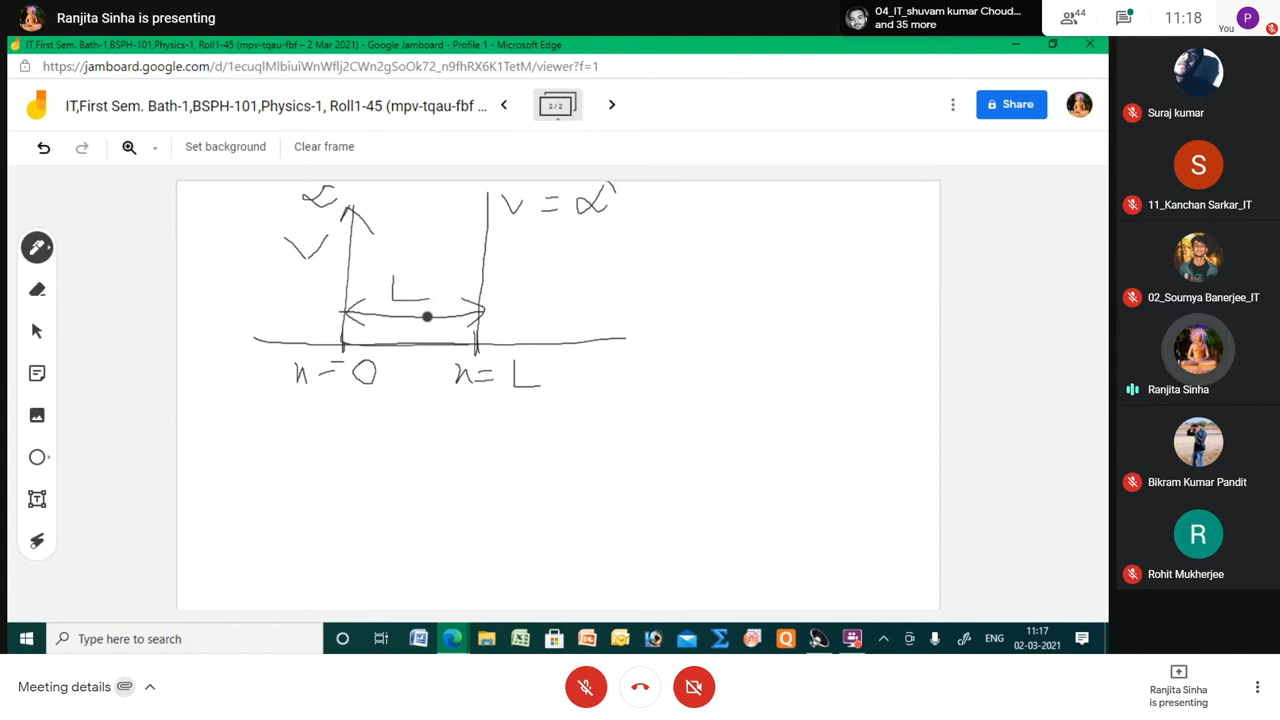 Ranjita Sinha is presenting
04_IT_shuvam kumar Choud...
and 35 more
44
11:18
You
P
IT,First Sem. Bath-1,BSPH-101,Physics-1, Roll1-45 (mpv-tqau-fbf – 2 Mar 2021) - Google Jamboard - Profile 1 - Microsoft Edge
https://jamboard.google.com/d/1ecuqlMlbiuiWnWflj2CWn2gSoOk72_n9fhRX6K1TetM/viewer?f=1
IT,First Sem. Bath-1,BSPH-101,Physics-1, Roll1-45 (mpv-tqau-fbf ...
2/2
Share
Set background
Clear frame
V = ∝
V
L
x = 0
x = L
Suraj kumar
S
11_Kanchan Sarkar_IT
02_Soumya Banerjee_IT
Ranjita Sinha
Bikram Kumar Pandit
R
Rohit Mukherjee
Type here to search
ENG
11:17
02-03-2021
Meeting details
Ranjita Sinha
is presenting